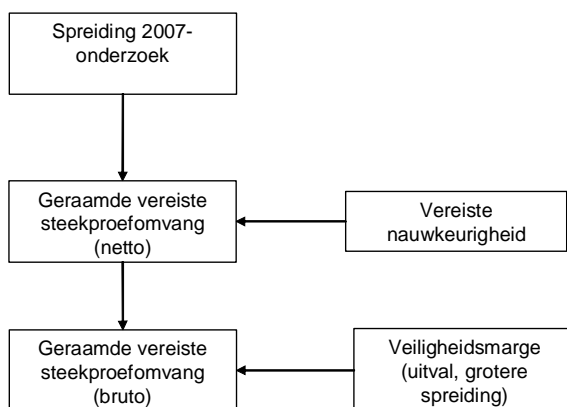 Spreiding 2007-
onderzoek
Geraamde vereiste
steekproefomvang
(netto)
Vereiste
nauwkeurigheid
Geraamde vereiste
steekproefomvang
(bruto)
Veiligheidsmarge
(uitval, grotere
spreiding)